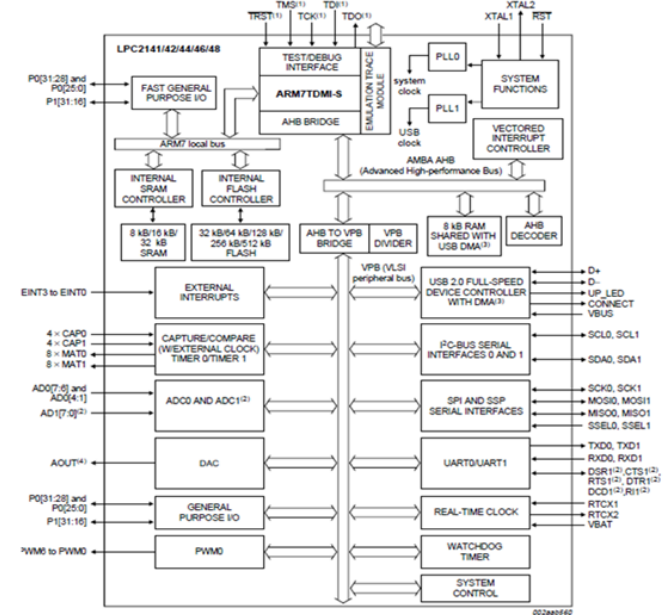 TMS(1)
TDI(1)
TRST(1)
TCK(1)
TDO(1)
XTAL2
XTAL1
RST
LPC2141/42/44/46/48
P0[31:28] and
P0[25:0]
P1[31:16]
FAST GENERAL
PURPOSE I/O
TEST/DEBUG
INTERFACE
ARM7TDMI-S
AHB BRIDGE
EMULATION TRACE
MODULE
PLL0
system
clock
PLL1
USB
clock
SYSTEM
FUNCTIONS
VECTORED
INTERRUPT
CONTROLLER
ARM7 local bus
AMBA AHB
(Advanced High-performance Bus)
INTERNAL
SRAM
CONTROLLER
INTERNAL
FLASH
CONTROLLER
8 kB/16 kB/
32 kB
SRAM
32 kB/64 kB/128 kB/
256 kB/512 kB
FLASH
AHB TO VPB
BRIDGE
VPB
DIVIDER
8 kB RAM
SHARED WITH
USB DMA(3)
AHB
DECODER
VPB (VLSI
peripheral bus)
EINT3 to EINT0
EXTERNAL
INTERRUPTS
USB 2.0 FULL-SPEED
DEVICE CONTROLLER
WITH DMA(3)
D+
D−
UP_LED
CONNECT
VBUS
4 × CAP0
4 × CAP1
8 × MAT0
8 × MAT1
CAPTURE/COMPARE
(W/EXTERNAL CLOCK)
TIMER 0/TIMER 1
I2C-BUS SERIAL
INTERFACES 0 AND 1
SCL0, SCL1
SDA0, SDA1
AD0[7:6] and
AD0[4:1]
AD1[7:0](2)
ADC0 AND ADC1(2)
SPI AND SSP
SERIAL INTERFACES
SCK0, SCK1
MOSI0, MOSI1
MISO0, MISO1
SSEL0, SSEL1
AOUT(4)
DAC
UART0/UART1
TXD0, TXD1
RXD0, RXD1
DSR1(2),CTS1(2),
RTS1(2), DTR1(2)
DCD1(2),RI1(2)
P0[31:28] and
P0[25:0]
P1[31:16]
GENERAL
PURPOSE I/O
REAL-TIME CLOCK
RTCX1
RTCX2
VBAT
PWM6 to PWM0
PWM0
WATCHDOG
TIMER
SYSTEM
CONTROL
002aab560